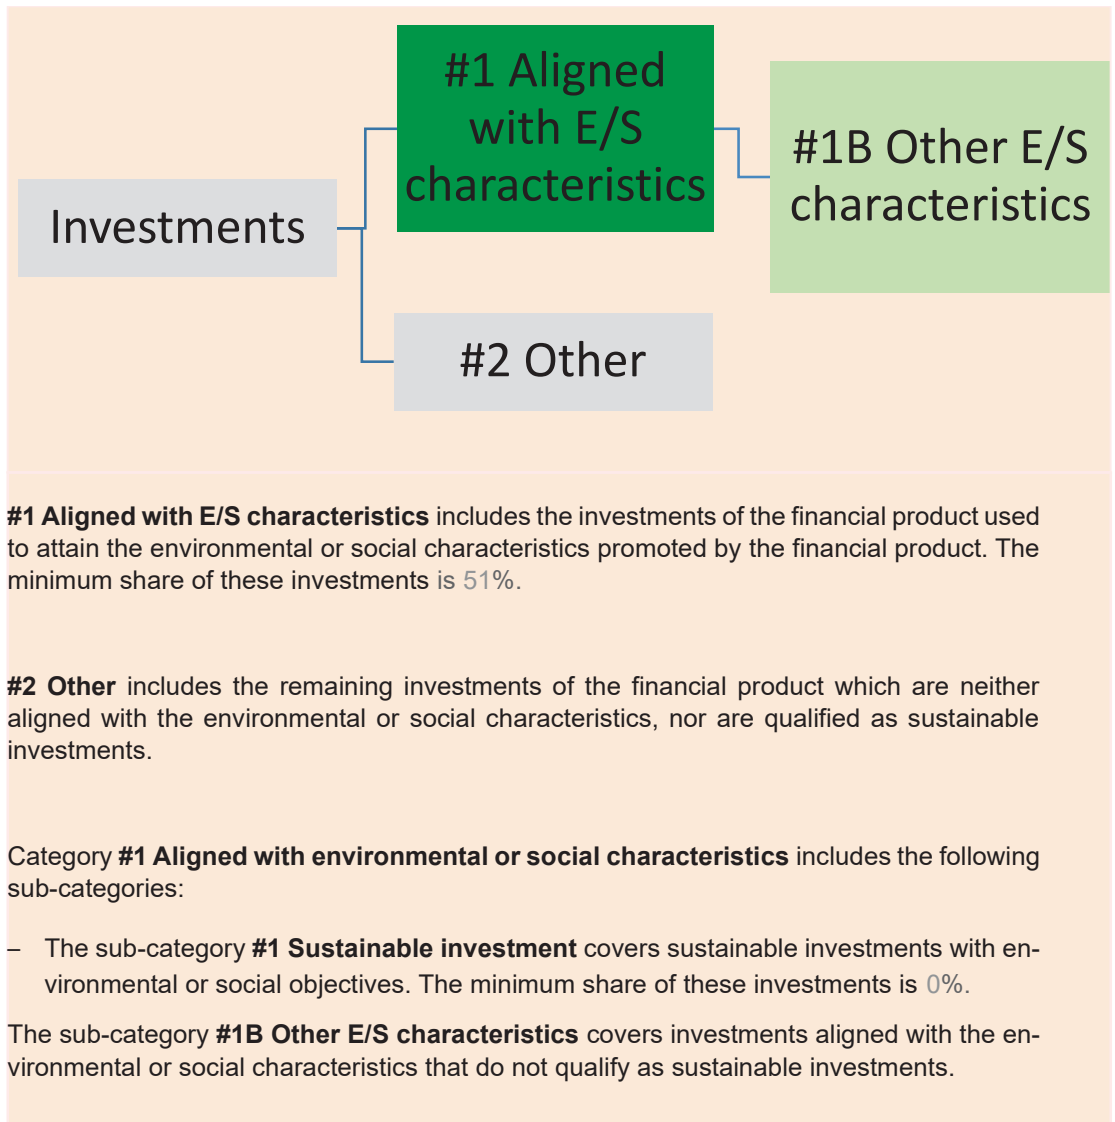 #1 Aligned
with E/S
characteristics
#1B Other E/S
characteristics
Investments
#2 Other
#1 Aligned with E/S characteristics includes the investments of the financial product used
to attain the environmental or social characteristics promoted by the financial product. The
minimum share of these investments is 51%.
#2 Other includes the remaining investments of the financial product which are neither
aligned with the environmental or social characteristics, nor are qualified as sustainable
investments.
Category #1 Aligned with environmental or social characteristics includes the following
sub-categories:
– The sub-category #1 Sustainable investment covers sustainable investments with en-
vironmental or social objectives. The minimum share of these investments is 0%.
The sub-category #1B Other E/S characteristics covers investments aligned with the en-
vironmental or social characteristics that do not qualify as sustainable investments.